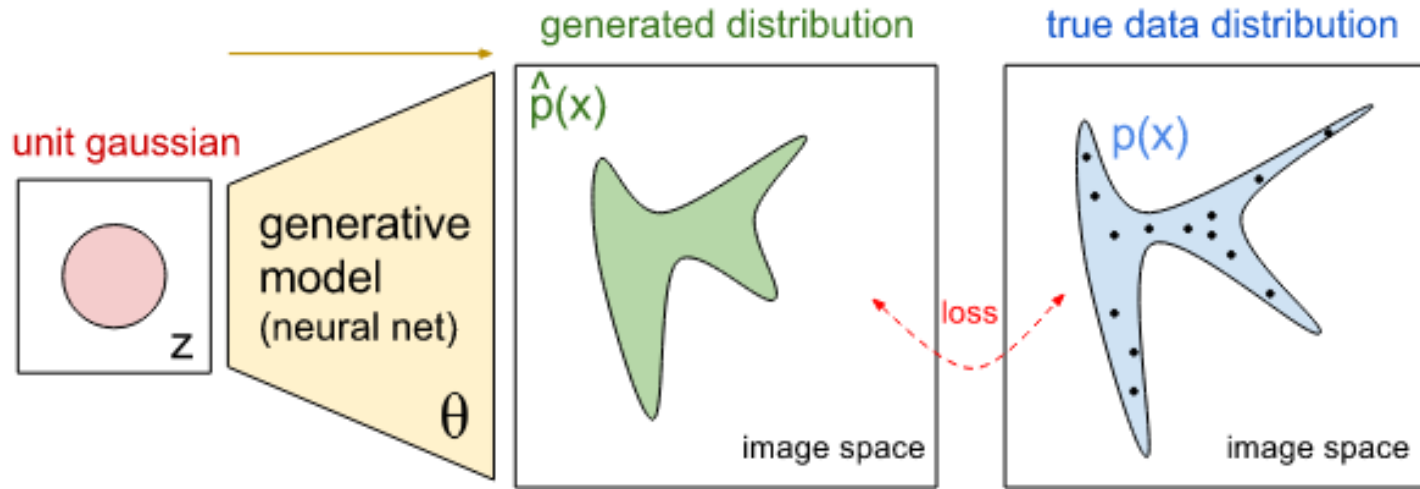 generated distribution
true data distribution
unit gaussian
z
generative
model
(neural net)
θ
p̂(x)
image space
loss
p(x)
image space